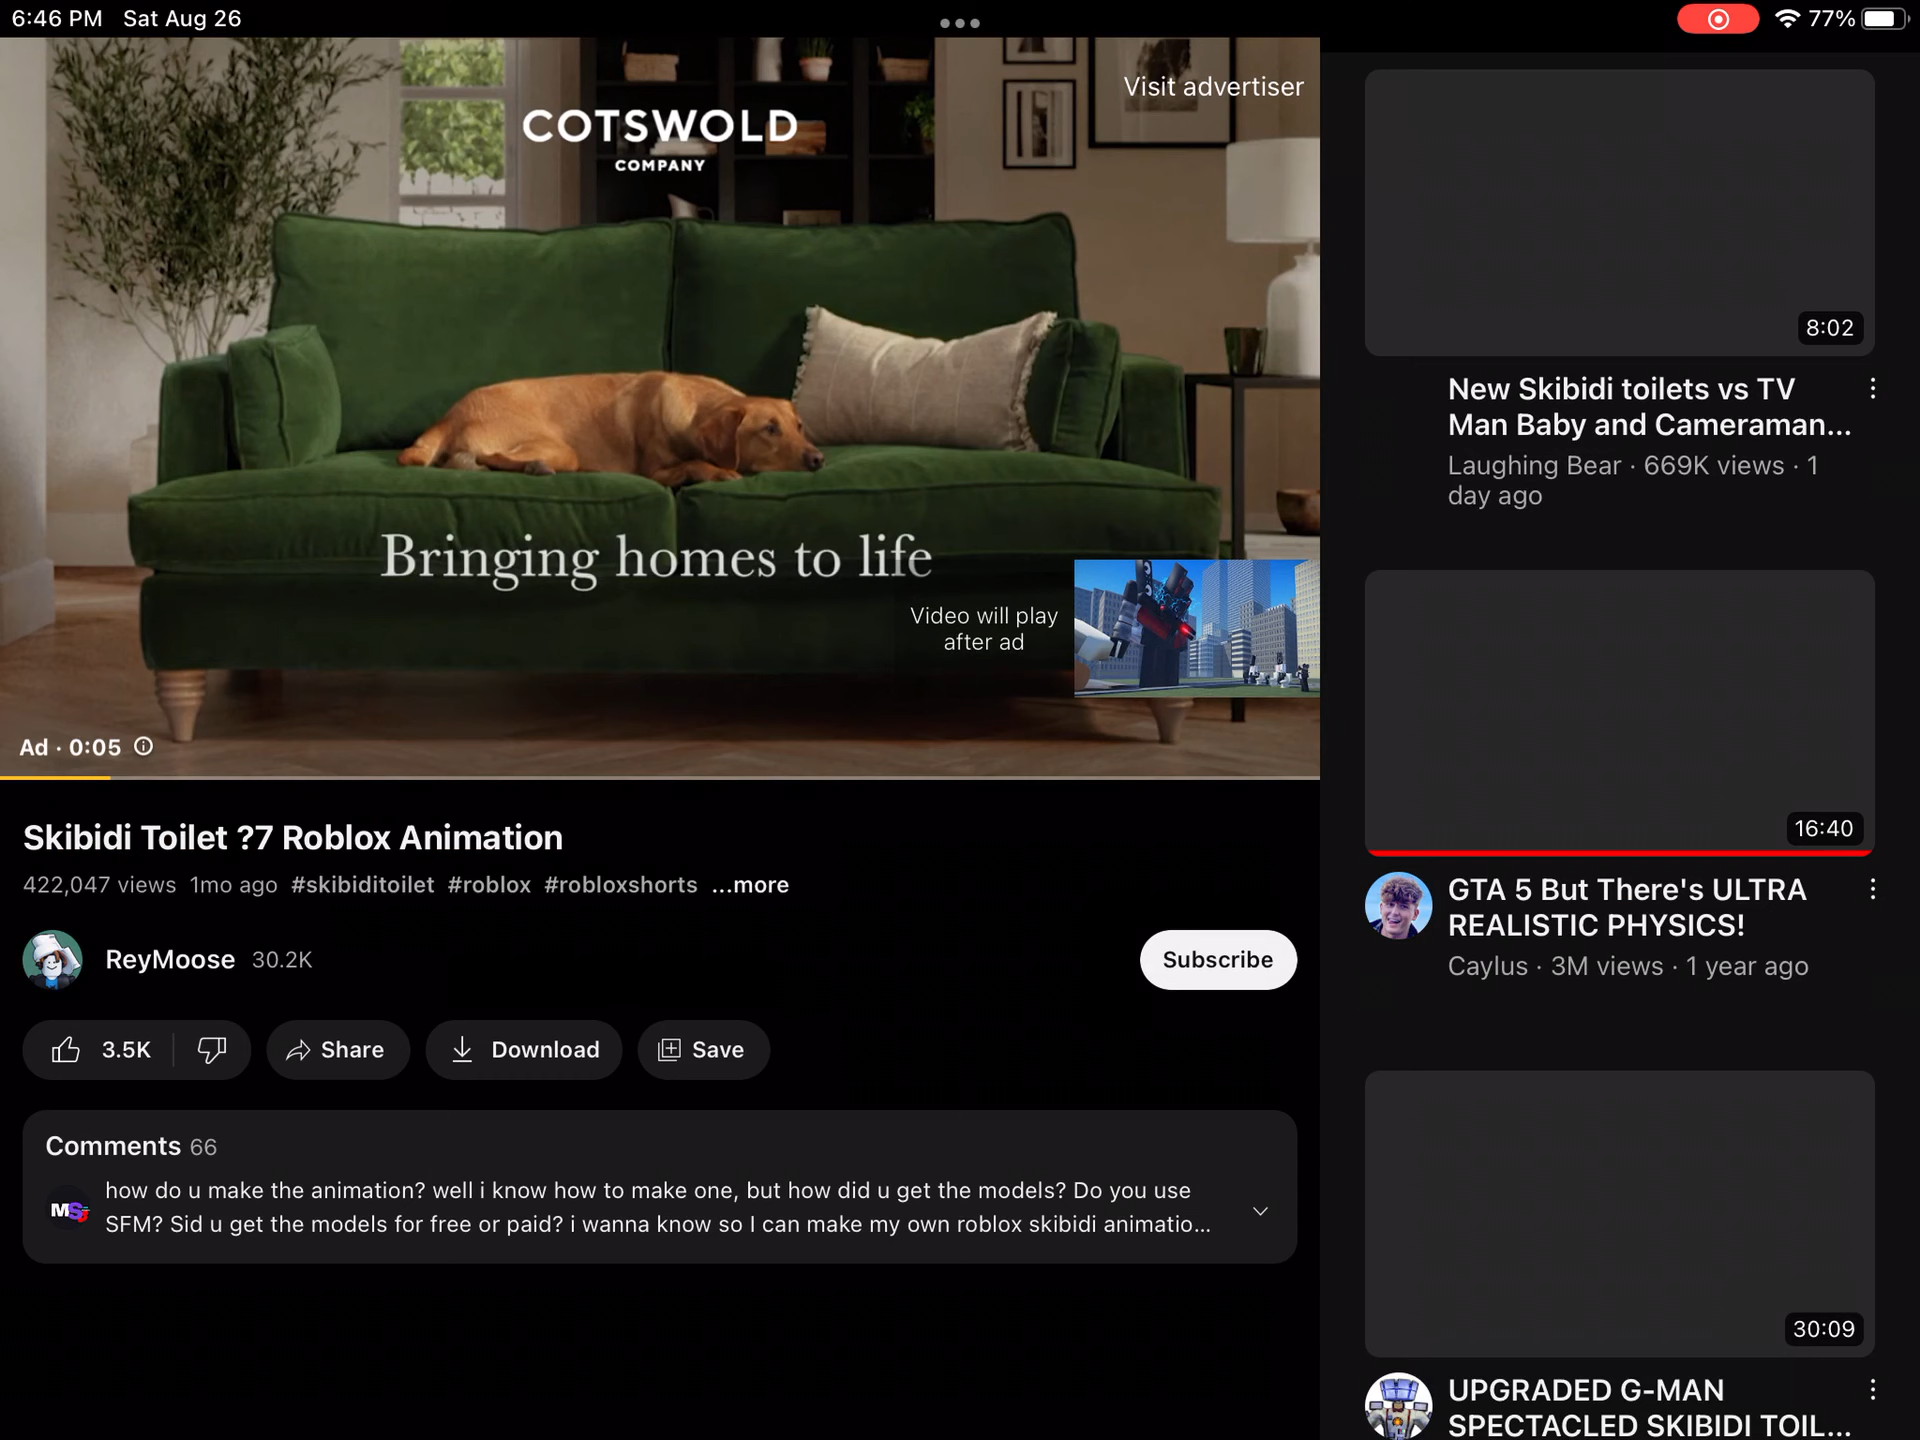 6:46 PM Sat Aug 26
77%
Visit advertiser
COTSWOLD
COMPANY
Bringing homes to life
Video will play
after ad
Ad · 0:05
Skibidi Toilet ?7 Roblox Animation
422,047 views 1mo ago #skibiditoilet #roblox #robloxshorts ...more
ReyMoose 30.2K
Subscribe
3.5K
Share
Download
Save
Comments 66
MS
how do u make the animation? well i know how to make one, but how did u get the models? Do you use
SFM? Sid u get the models for free or paid? i wanna know so I can make my own roblox skibidi animatio...
8:02
New Skibidi toilets vs TV
Man Baby and Cameraman...
Laughing Bear · 669K views · 1
day ago
16:40
GTA 5 But There's ULTRA
REALISTIC PHYSICS!
Caylus · 3M views · 1 year ago
30:09
UPGRADED G-MAN
SPECTACLED SKIBIDI TOIL...